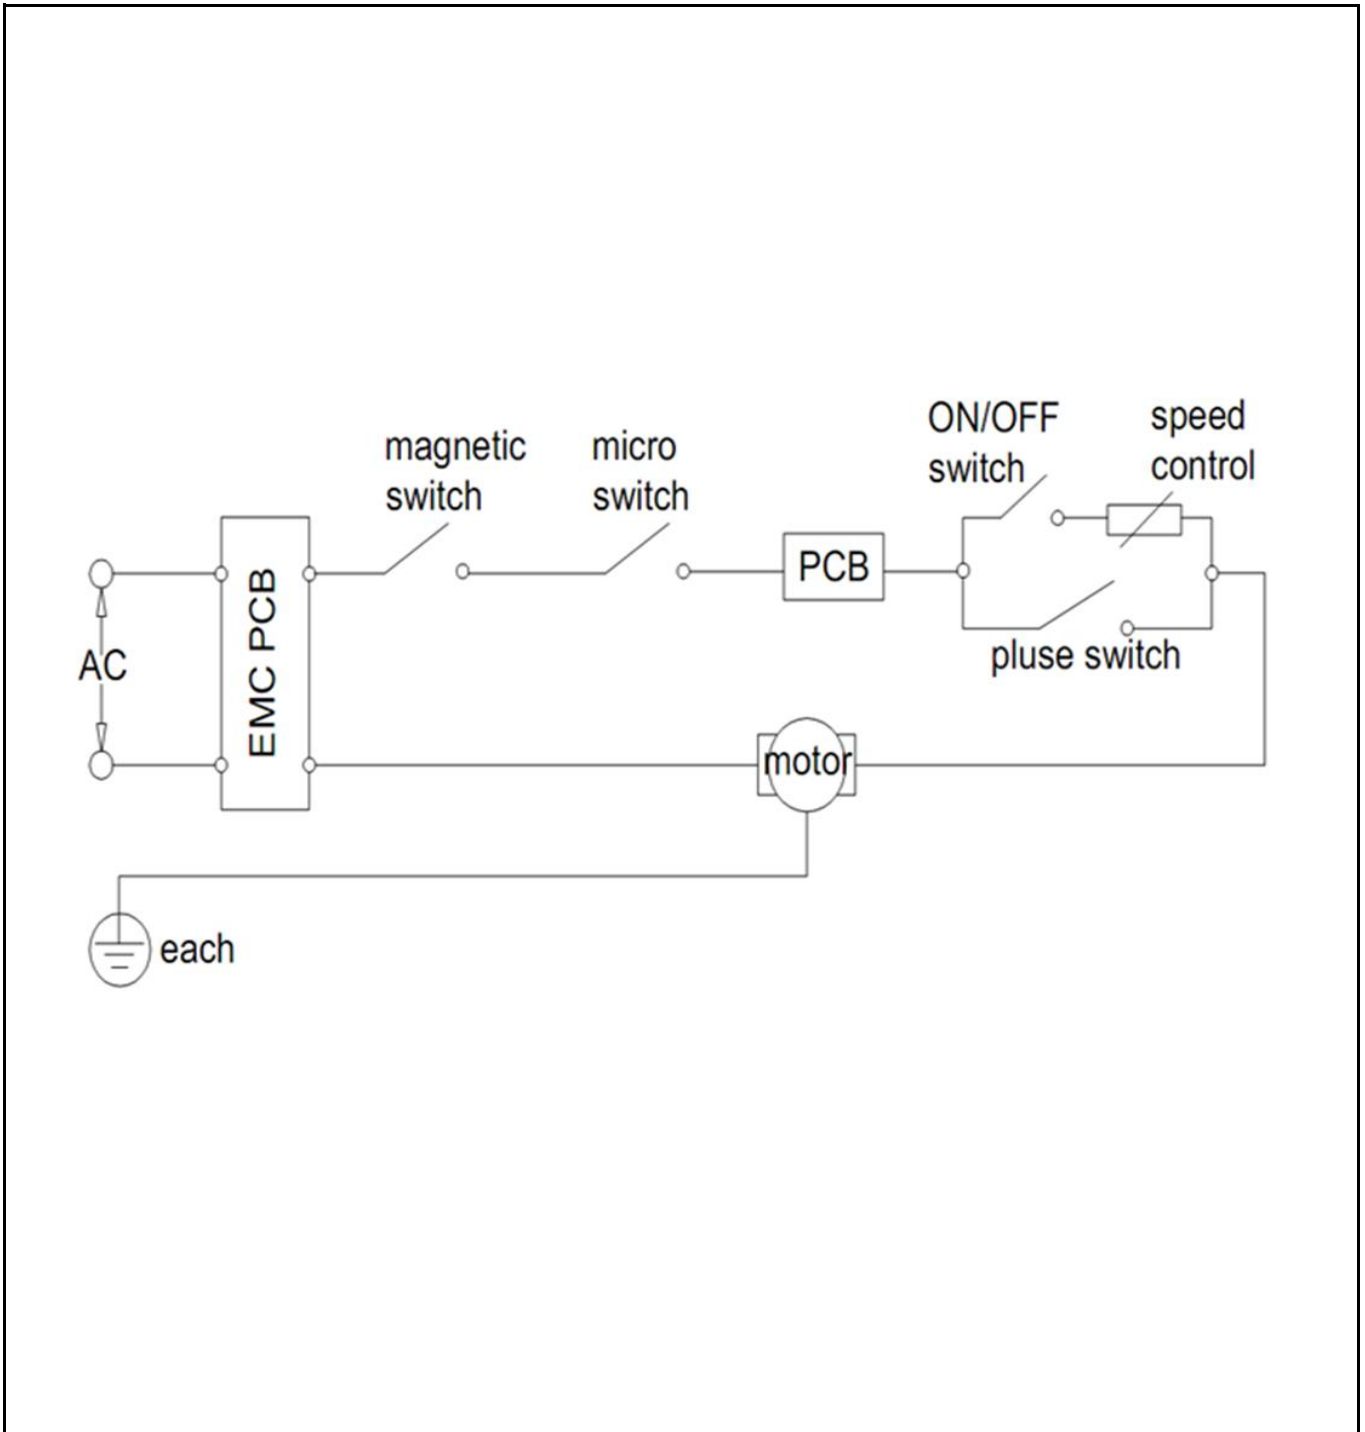 ON/OFF
switch
speed
control
magnetic
switch
micro
switch
PCB
EMC PCB
AC
pluse switch
motor
each